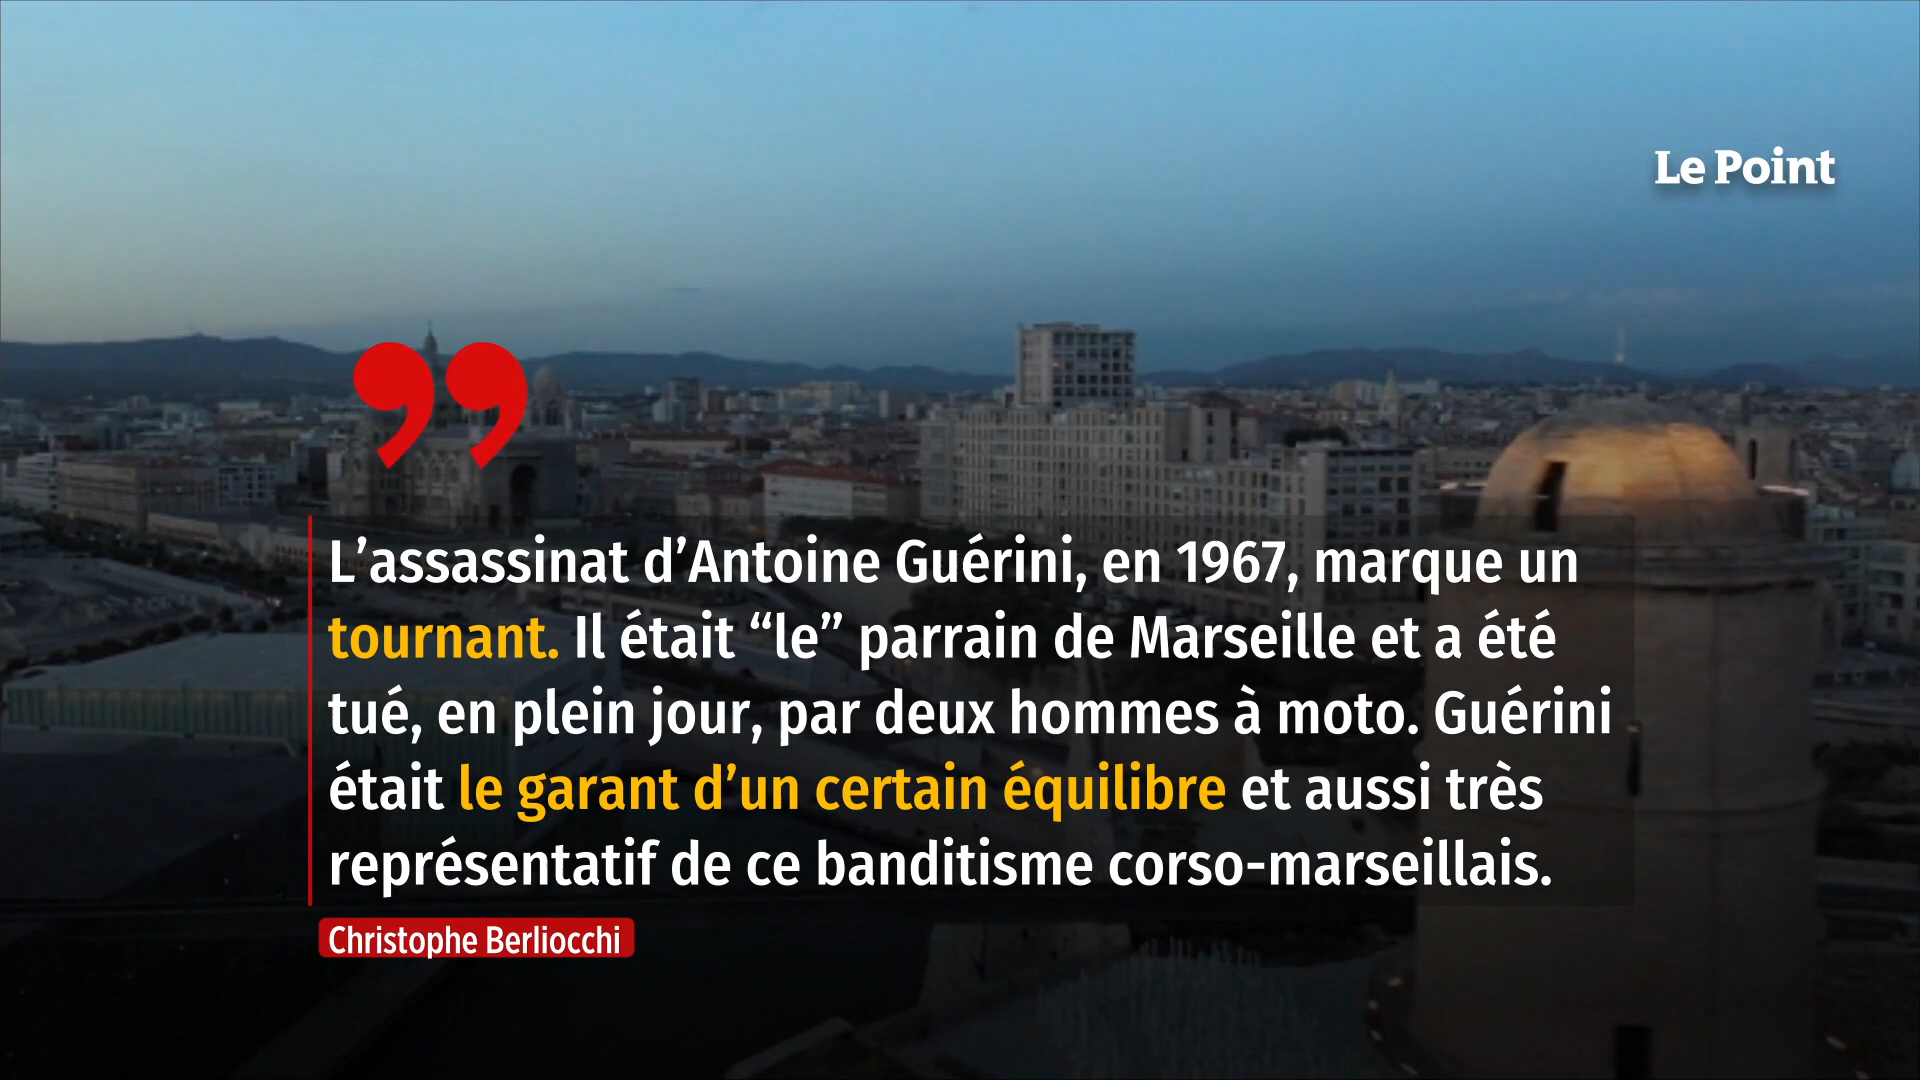 Le Point
L’assassinat d’Antoine Guérini, en 1967, marque un
tournant. Il était “le” parrain de Marseille et a été
tué, en plein jour, par deux hommes à moto. Guérini
était le garant d’un certain équilibre et aussi très
représentatif de ce banditisme corso-marseillais.
Christophe Berliocchi